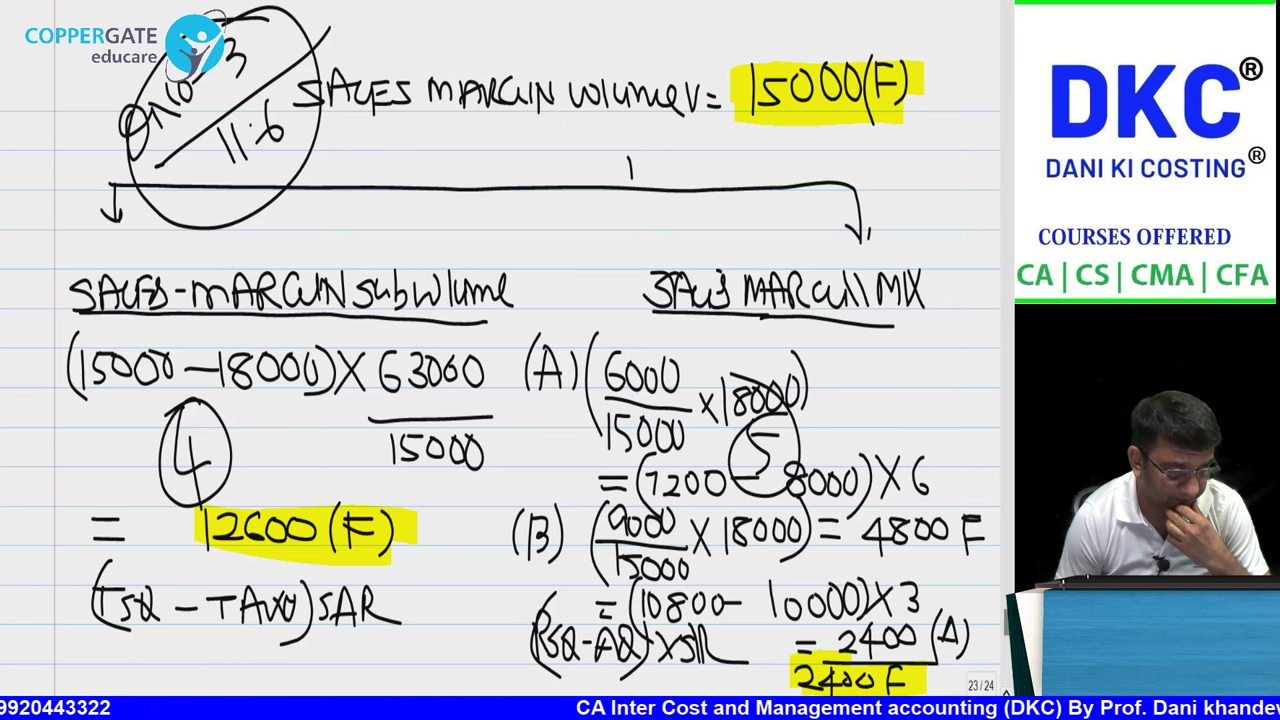 COPPERGATE
educare
3
11:6
SALES MARGIN Volume V = 15000(F)
SALES-MARGIN sub volume
SALES MARGIN MIX
(15000 - 18000) X 63000
15000
4
= 12600 (F)
(TSQ - TAQ) SAR
(A) (6000
15000
X 18000)
5
= (7200 - 8000) X 6
= 4800 F
(B) (9000
15000
X 18000)
= (10800 - 10000) X 3
(RSQ - AQ) X SR
= 2400 (A)
2400 F
23/24
DKC®
DANI KI COSTING®
COURSES OFFERED
CA | CS | CMA | CFA
9920443322
CA Inter Cost and Management accounting (DKC) By Prof. Dani khandev